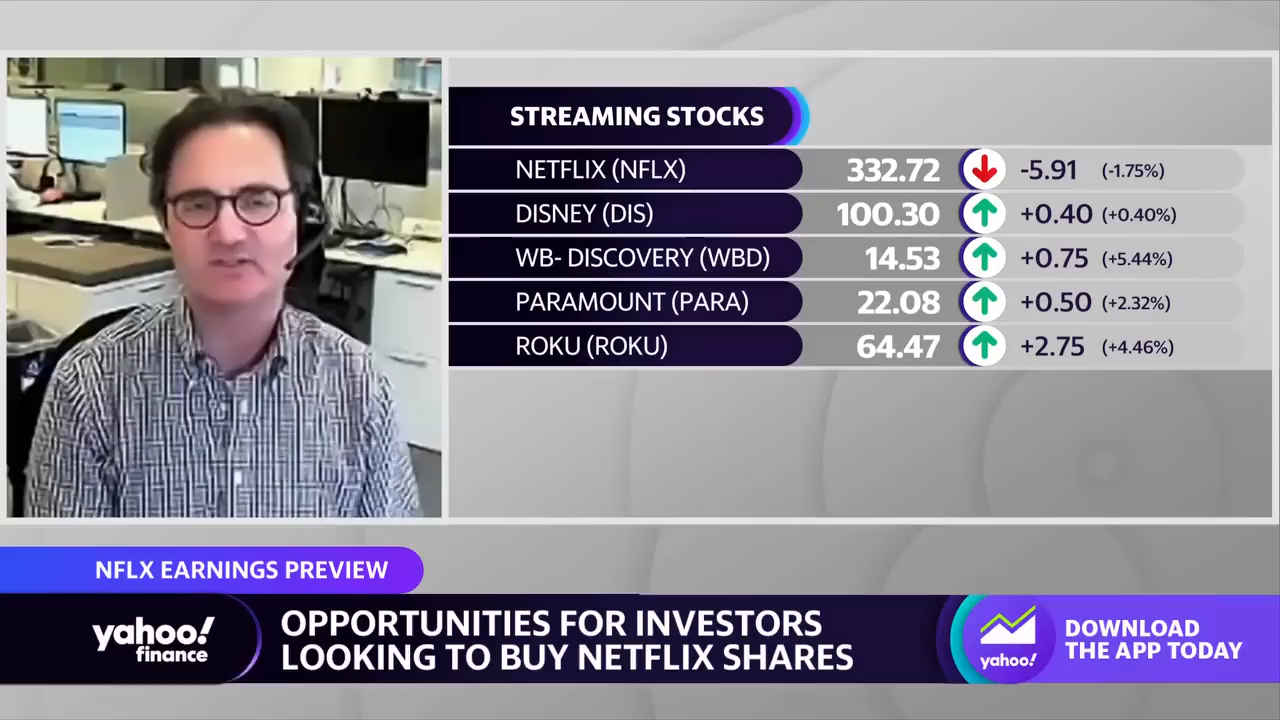 STREAMING STOCKS
NETFLIX (NFLX) 332.72 -5.91 (-1.75%)
DISNEY (DIS) 100.30 +0.40 (+0.40%)
WB- DISCOVERY (WBD) 14.53 +0.75 (+5.44%)
PARAMOUNT (PARA) 22.08 +0.50 (+2.32%)
ROKU (ROKU) 64.47 +2.75 (+4.46%)
NFLX EARNINGS PREVIEW
yahoo!
finance
OPPORTUNITIES FOR INVESTORS
LOOKING TO BUY NETFLIX SHARES
yahoo!
DOWNLOAD
THE APP TODAY